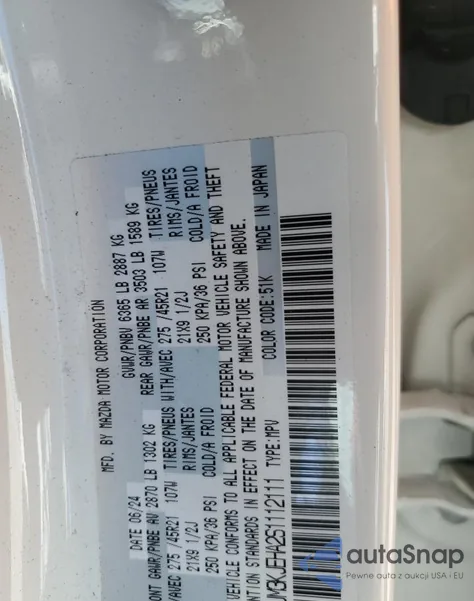 MFD. BY MAZDA MOTOR CORPORATION
DATE 06/24 GVWR/PNBV 6365 LB 2887 KG
ONT GAWR/PNBE AV 2870 LB 1302 KG REAR GAWR/PNBE AR 3503 LB 1589 KG
AVEC 275 /45R21 107W TIRES/PNEUS WITH/AVEC 275 /45R21 107W TIRES/PNEUS
21X9 1/2J RIMS/JANTES 21X9 1/2J RIMS/JANTES
250 KPA/36 PSI COLD/A FROID 250 KPA/36 PSI COLD/A FROID
VEHICLE CONFORMS TO ALL APPLICABLE FEDERAL MOTOR VEHICLE SAFETY AND THEFT
NTION STANDARDS IN EFFECT ON THE DATE OF MANUFACTURE SHOWN ABOVE.
COLOR CODE:51K MADE IN JAPAN
JM3KJEHA2S1112111 TYPE:MPV
autoSnap
Pewne auta z aukcji USA i EU